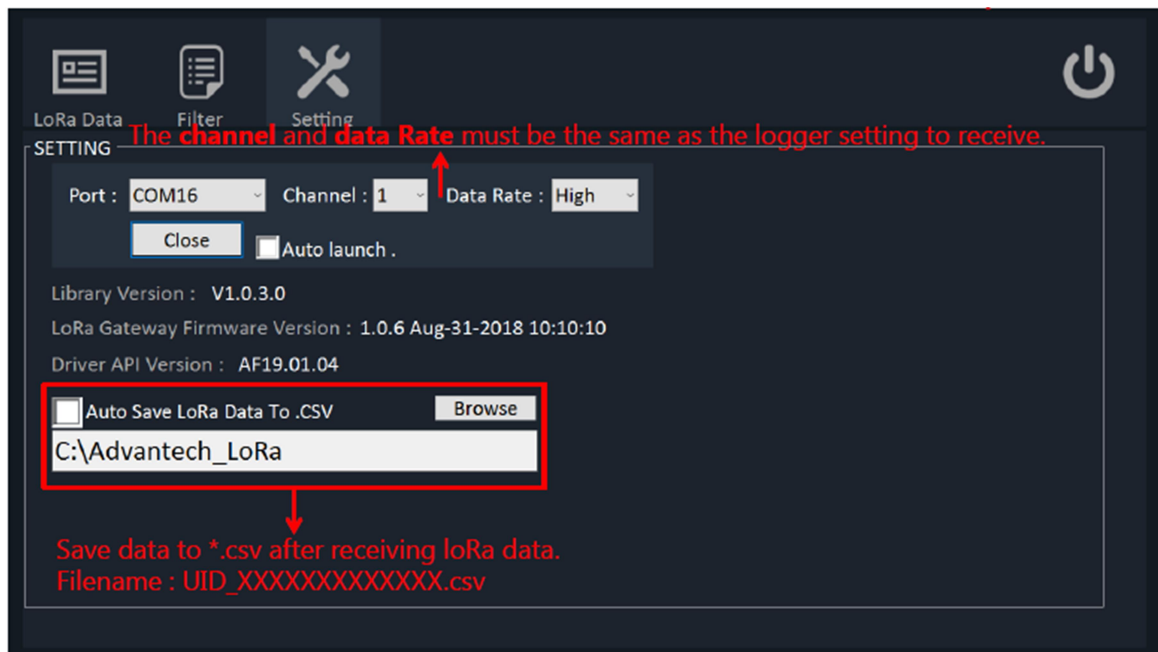 LoRa Data Filter Setting
The channel and data Rate must be the same as the logger setting to receive.
SETTING
Port : COM16 Channel : 1 Data Rate : High
Close Auto launch .
Library Version : V1.0.3.0
LoRa Gateway Firmware Version : 1.0.6 Aug-31-2018 10:10:10
Driver API Version : AF19.01.04
Auto Save LoRa Data To .CSV Browse
C:\Advantech_LoRa
Save data to *.csv after receiving loRa data.
Filename : UID_XXXXXXXXXXXXX.csv